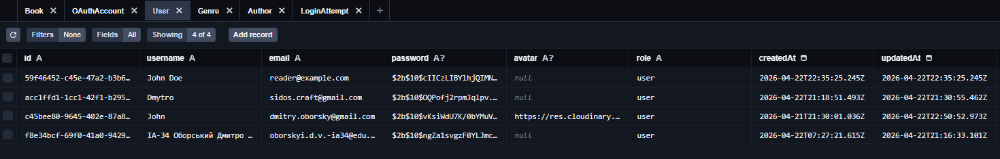 Book × OAuthAccount × User × Genre × Author × LoginAttempt × +
Filters None Fields All Showing 4 of 4 Add record
id A username A email A password A? avatar A? role A createdAt updatedAt
59f46452-c45e-47a2-b3b6… John Doe reader@example.com $2b$10$cIICzLIBYlhjQIMN… null user 2026-04-22T22:35:25.245Z 2026-04-22T22:35:25.245Z
acc1ffd1-1cc1-42f1-b295… Dmytro sidos.craft@gmail.com $2b$10$OQPofj2rpmJqlpv.… null user 2026-04-22T21:18:51.493Z 2026-04-22T21:30:55.462Z
c45bee80-9645-402e-87a8… John dmitry.oborsky@gmail.com $2b$10$vKsiWdU7K/0bYMuV… https://res.cloudinary.… user 2026-04-21T21:30:01.036Z 2026-04-22T22:50:52.973Z
f8e34bcf-69f0-41a0-9429… ІА-34 Оборський Дмитро … oborskyi.d.v.-ia34@edu.… $2b$10$ngZa1svgzF0YLJmc… null user 2026-04-22T07:27:21.615Z 2026-04-22T21:16:33.101Z